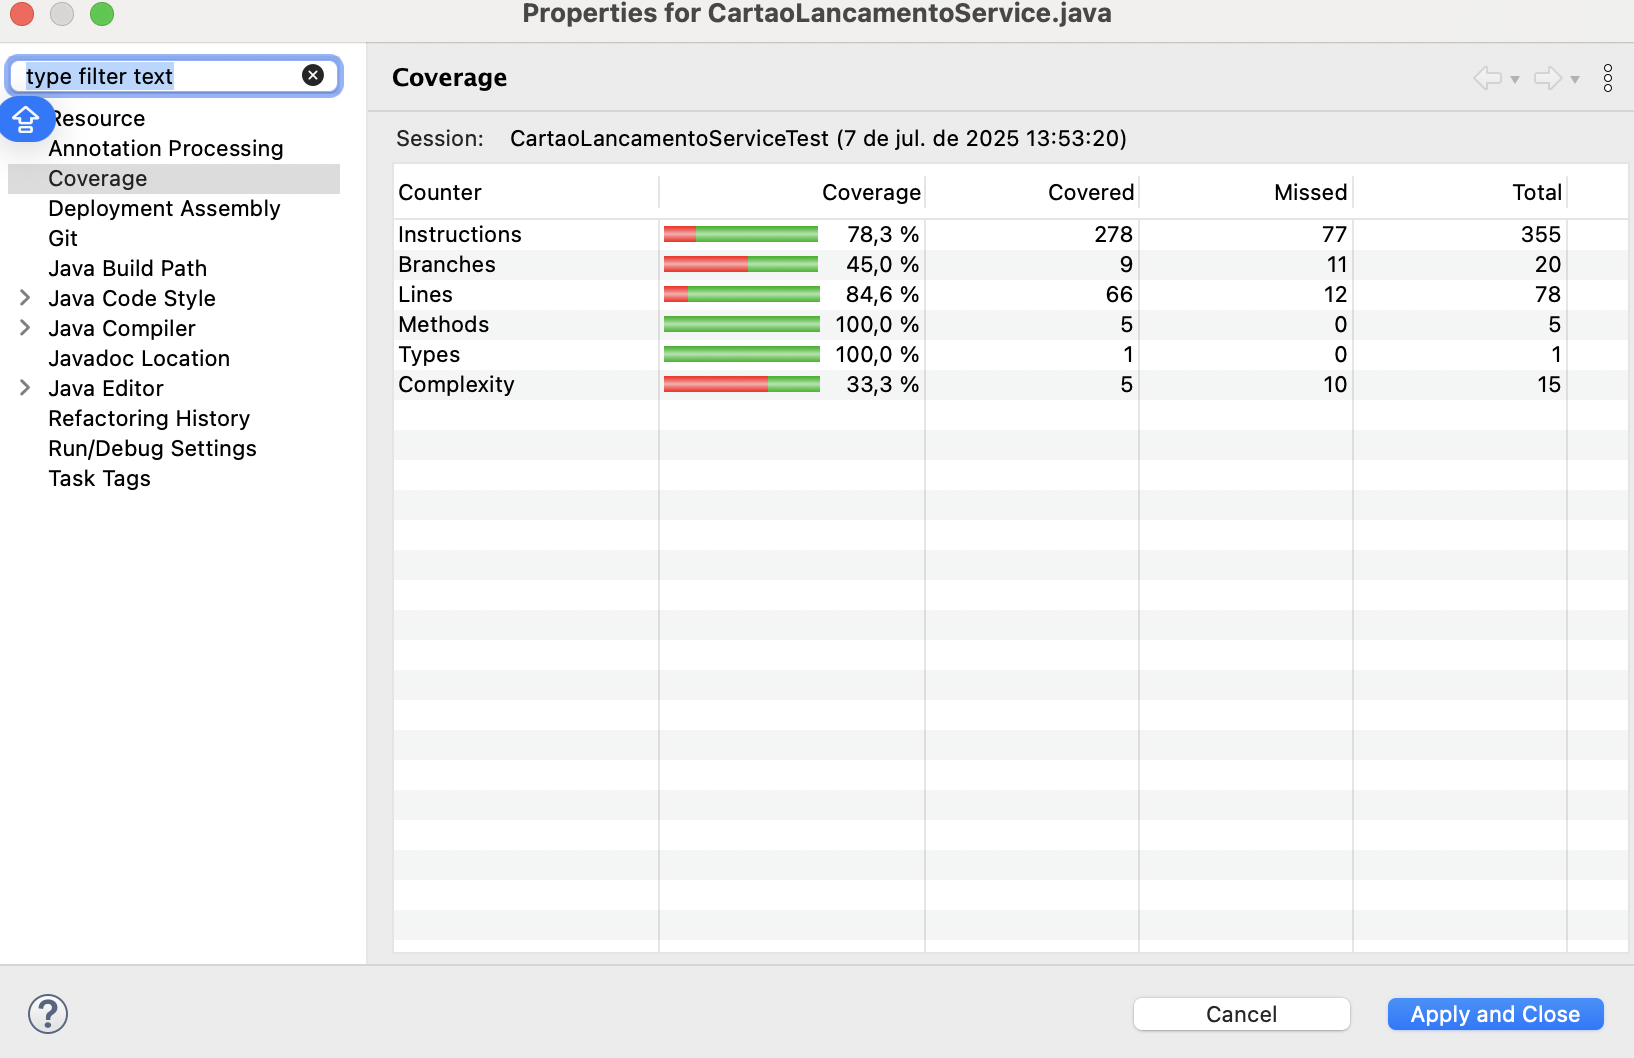 Properties for CartaoLancamentoService.java
type filter text
Resource
Annotation Processing
Coverage
Deployment Assembly
Git
Java Build Path
Java Code Style
Java Compiler
Javadoc Location
Java Editor
Refactoring History
Run/Debug Settings
Task Tags
Coverage
Session: CartaoLancamentoServiceTest (7 de jul. de 2025 13:53:20)
Counter Coverage Covered Missed Total
Instructions 78,3 % 278 77 355
Branches 45,0 % 9 11 20
Lines 84,6 % 66 12 78
Methods 100,0 % 5 0 5
Types 100,0 % 1 0 1
Complexity 33,3 % 5 10 15
? Cancel Apply and Close